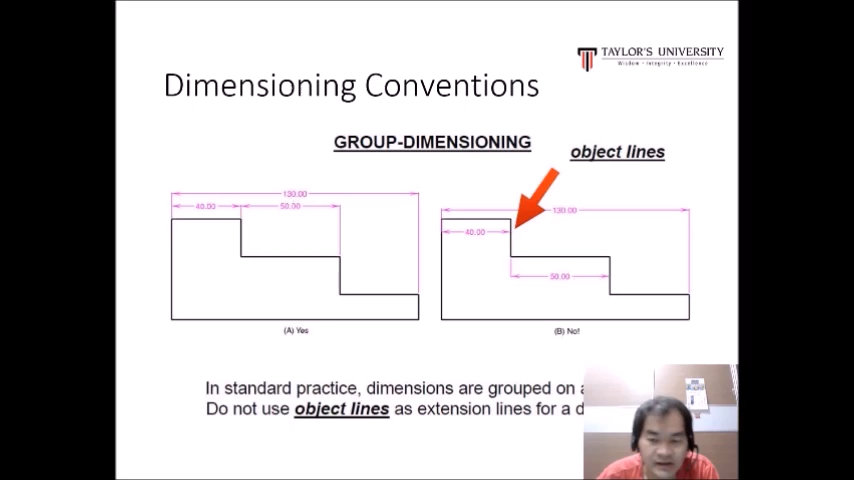 TAYLOR'S UNIVERSITY
Wisdom • Integrity • Excellence
Dimensioning Conventions
GROUP-DIMENSIONING
object lines
130.00
40.00
50.00
130.00
40.00
50.00
(A) Yes
(B) No!
In standard practice, dimensions are grouped on
Do not use object lines as extension lines for a